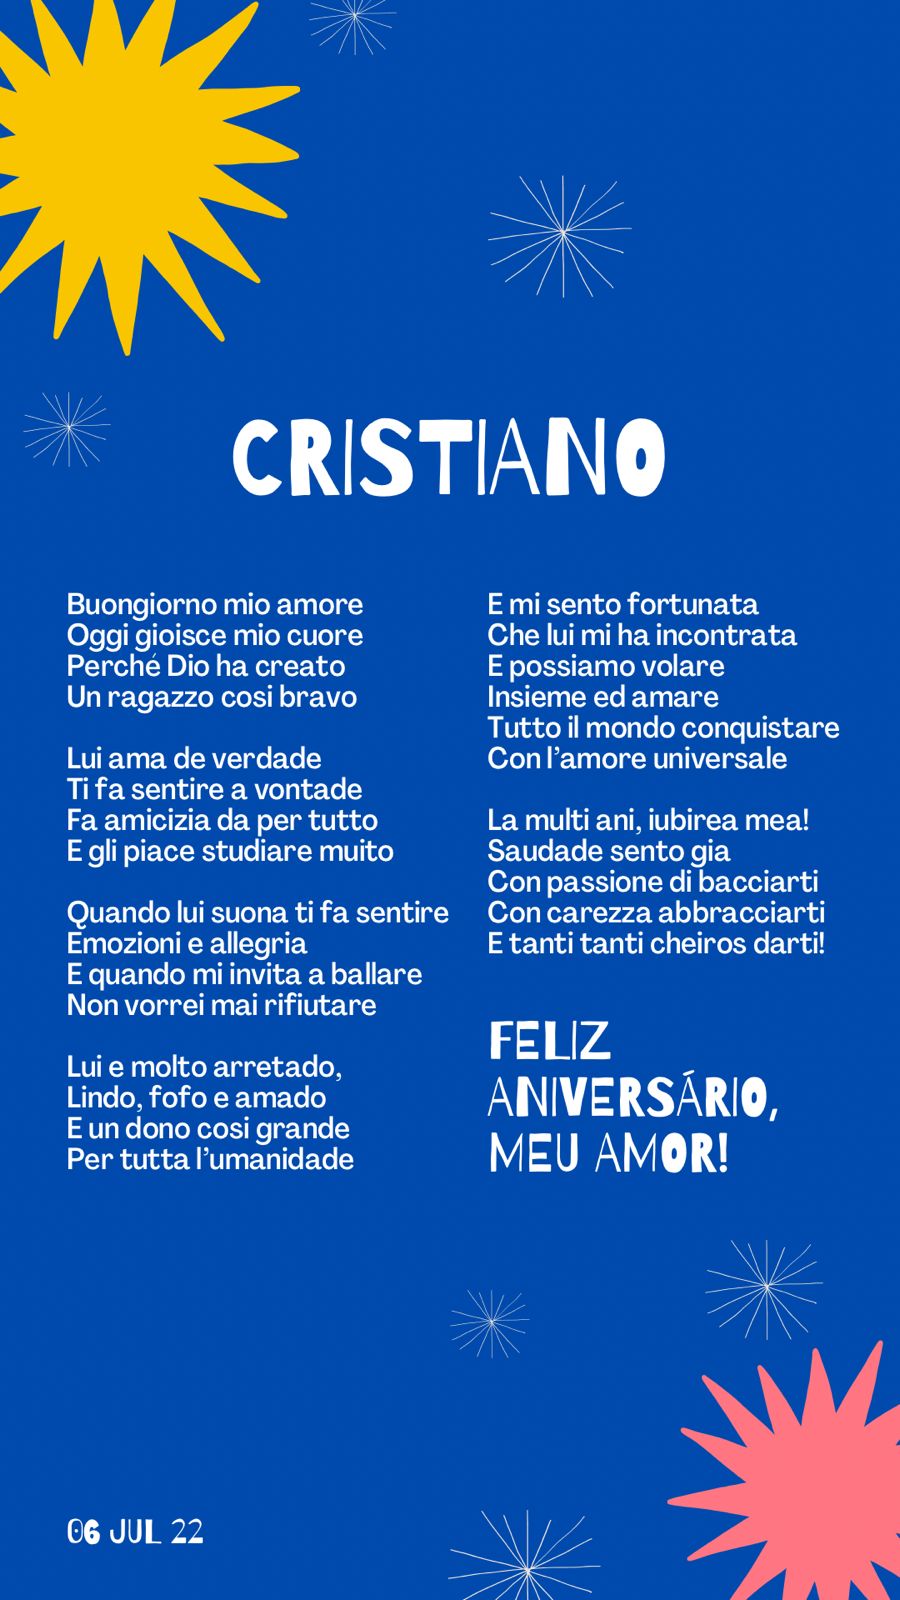 CRISTIANO
Buongiorno mio amore
Oggi gioisce mio cuore
Perché Dio ha creato
Un ragazzo cosi bravo
Lui ama de verdade
Ti fa sentire a vontade
Fa amicizia da per tutto
E gli piace studiare muito
Quando lui suona ti fa sentire
Emozioni e allegria
E quando mi invita a ballare
Non vorrei mai rifiutare
Lui e molto arretado,
Lindo, fofo e amado
E un dono cosi grande
Per tutta l’umanidade
E mi sento fortunata
Che lui mi ha incontrata
E possiamo volare
Insieme ed amare
Tutto il mondo conquistare
Con l’amore universale
La multi ani, iubirea mea!
Saudade sento gia
Con passione di bacciarti
Con carezza abbracciarti
E tanti tanti cheiros darti!
FELIZ
ANIVERSÁRIO,
MEU AMOR!
06 JUL 22